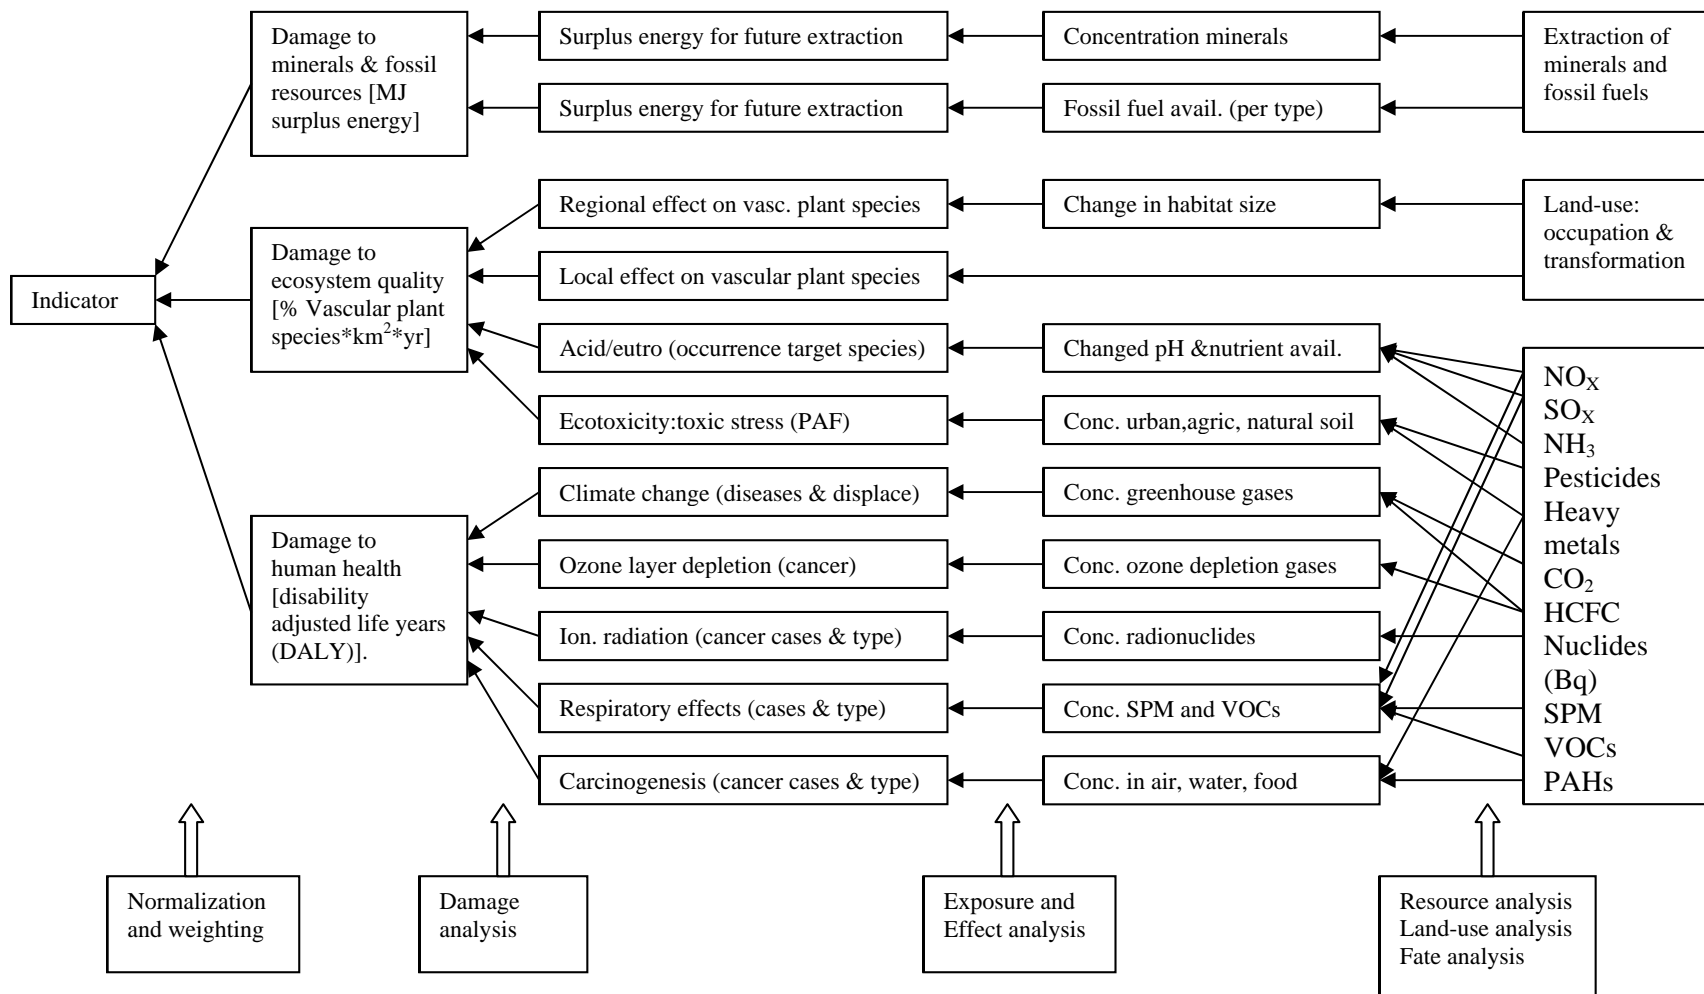 Damage to
minerals & fossil
resources [MJ
surplus energy]
Surplus energy for future extraction
Concentration minerals
Extraction of
minerals and
fossil fuels
Surplus energy for future extraction
Fossil fuel avail. (per type)
Regional effect on vasc. plant species
Change in habitat size
Land-use:
occupation &
transformation
Indicator
Damage to
ecosystem quality
[% Vascular plant
species*km²*yr]
Local effect on vascular plant species
Acid/eutro (occurrence target species)
Changed pH &nutrient avail.
Ecotoxicity:toxic stress (PAF)
Conc. urban,agric, natural soil
NOX
SOX
NH₃
Pesticides
Heavy
metals
CO₂
HCFC
Nuclides
(Bq)
SPM
VOCs
PAHs
Climate change (diseases & displace)
Conc. greenhouse gases
Damage to
human health
[disability
adjusted life years
(DALY)].
Ozone layer depletion (cancer)
Conc. ozone depletion gases
Ion. radiation (cancer cases & type)
Conc. radionuclides
Respiratory effects (cases & type)
Conc. SPM and VOCs
Carcinogenesis (cancer cases & type)
Conc. in air, water, food
Normalization
and weighting
Damage
analysis
Exposure and
Effect analysis
Resource analysis
Land-use analysis
Fate analysis